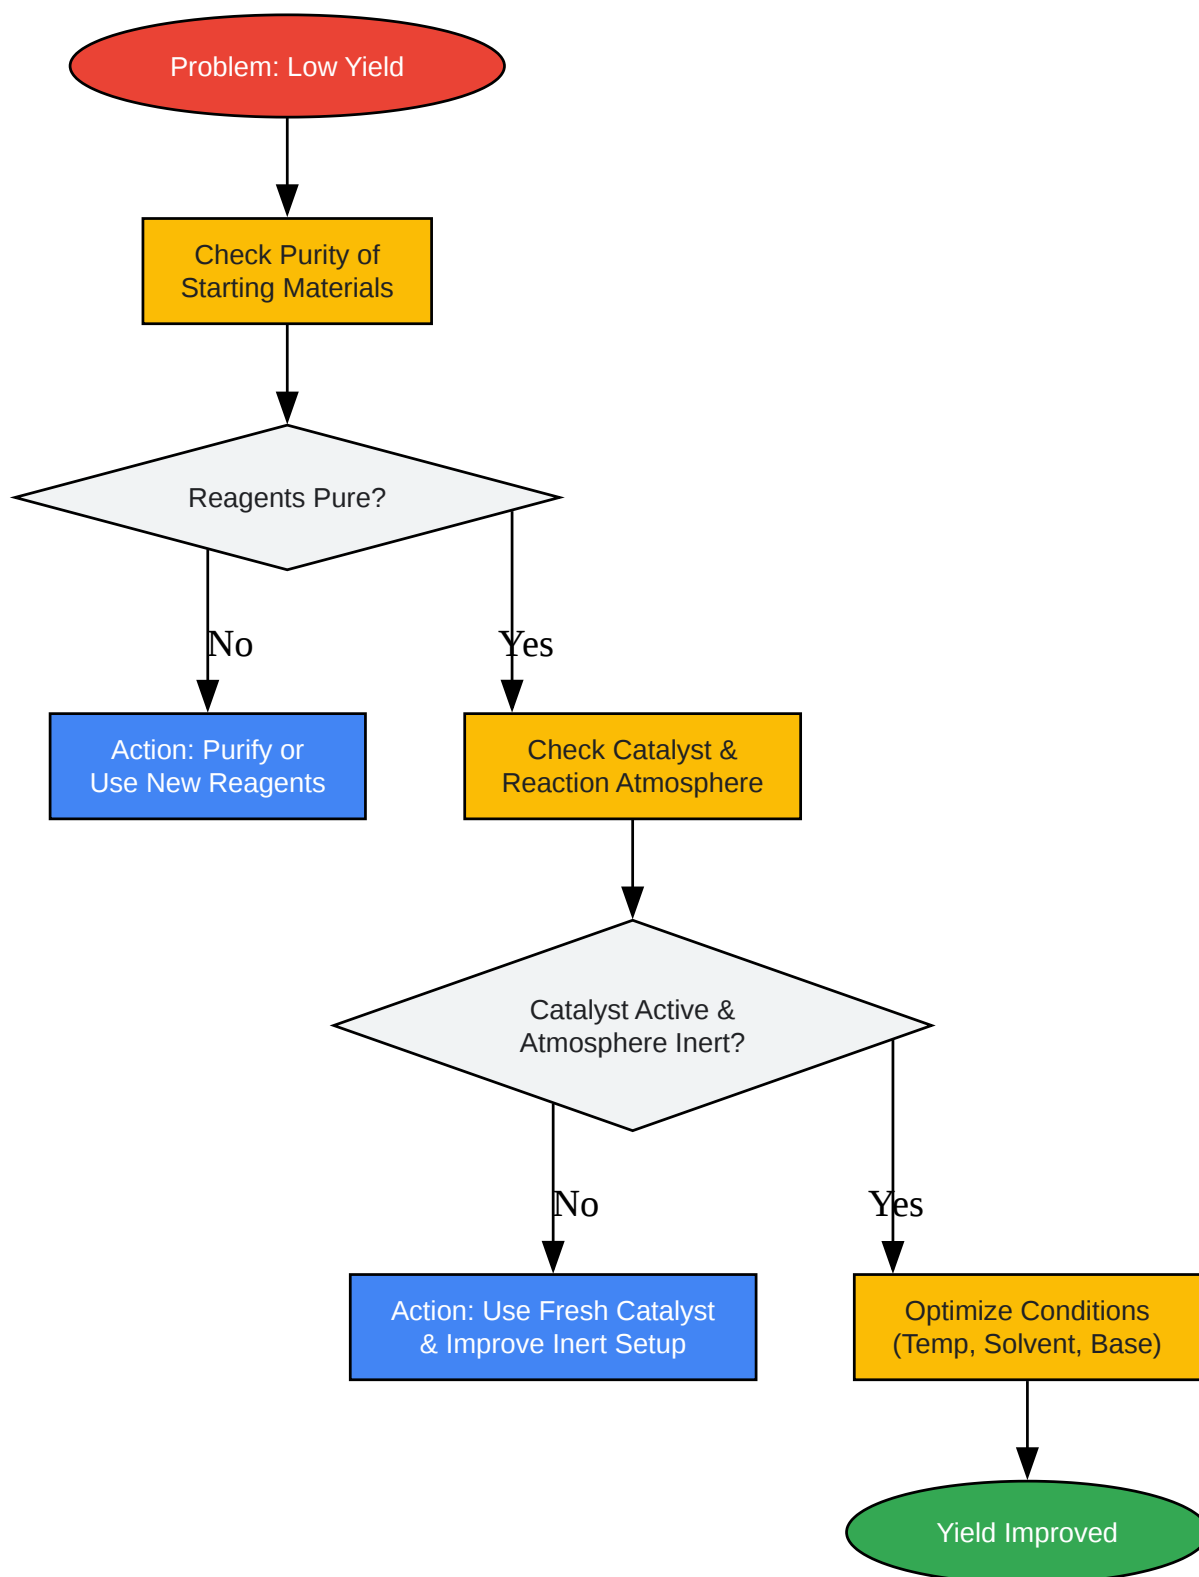 Problem: Low Yield
Check Purity of
Starting Materials
Reagents Pure?
No
Yes
Action: Purify or
Use New Reagents
Check Catalyst &
Reaction Atmosphere
Catalyst Active &
Atmosphere Inert?
No
Yes
Action: Use Fresh Catalyst
& Improve Inert Setup
Optimize Conditions
(Temp, Solvent, Base)
Yield Improved